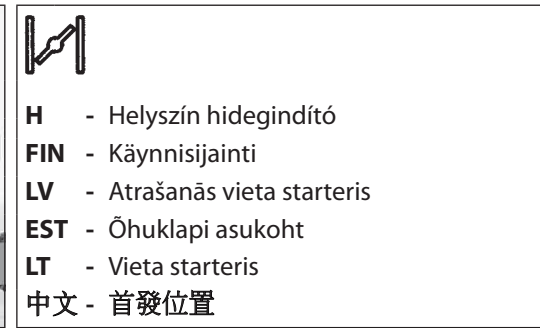 H - Helyszín hidegindító
FIN - Käynnisijainti
LV - Atrašanās vieta starteris
EST - Õhuklapi asukoht
LT - Vieta starteris
中文 - 首發位置